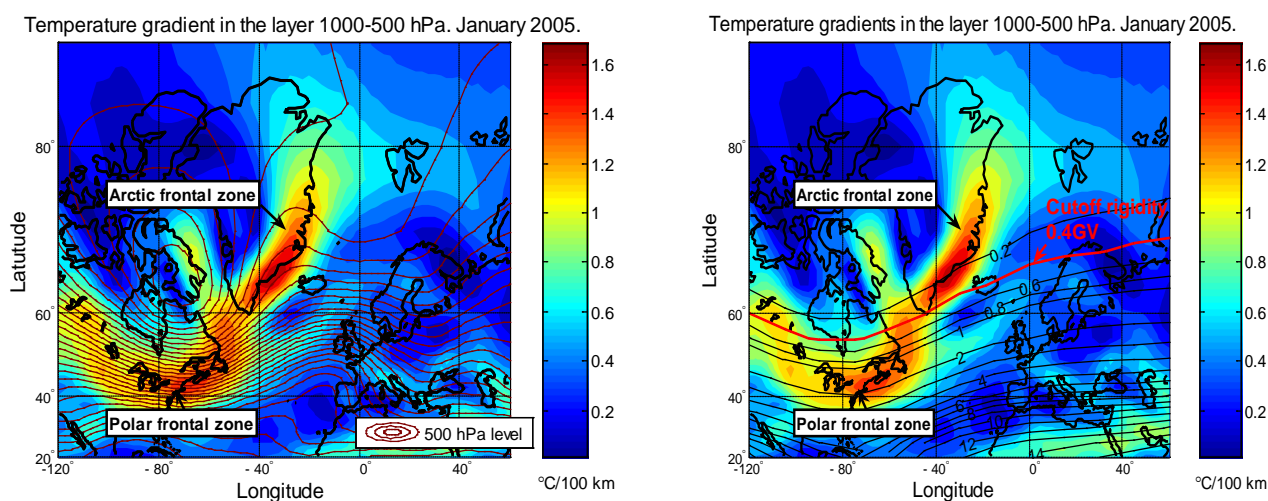 Temperature gradient in the layer 1000-500 hPa. January 2005.
1.6
1.4
1.2
1
0.8
0.6
0.4
0.2
°C/100 km
80°
60°
40°
20°
Latutude
-120
-80
-40
0°
40°
Longitude
Arctic frontal zone
Polar frontal zone
500 hPa level
Temperature gradients in the layer 1000-500 hPa. January 2005.
1.6
1.4
1.2
1
0.8
0.6
0.4
0.2
°C/100 km
80°
60°
40°
20°
Latitude
-120
- 80
- 40
0°
40°
Longitude
Arctic frontal zone
Polar frontal zone
Cutoff rigidity
0.4GV
0.2
0.6
0.8
1
2
4
6
8
12
14